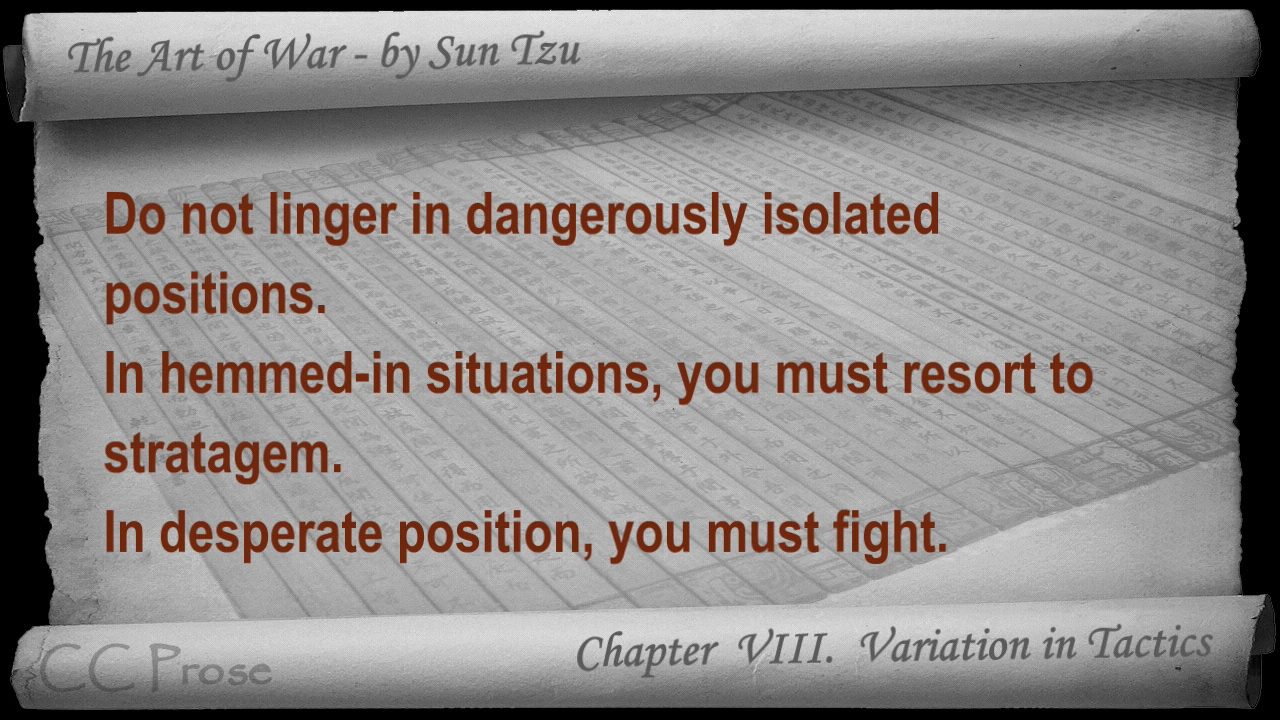 The Art of War - by Sun Tzu
Do not linger in dangerously isolated
positions.
In hemmed-in situations, you must resort to
stratagem.
In desperate position, you must fight.
Chapter VIII. Variation in Tactics
CC Prose